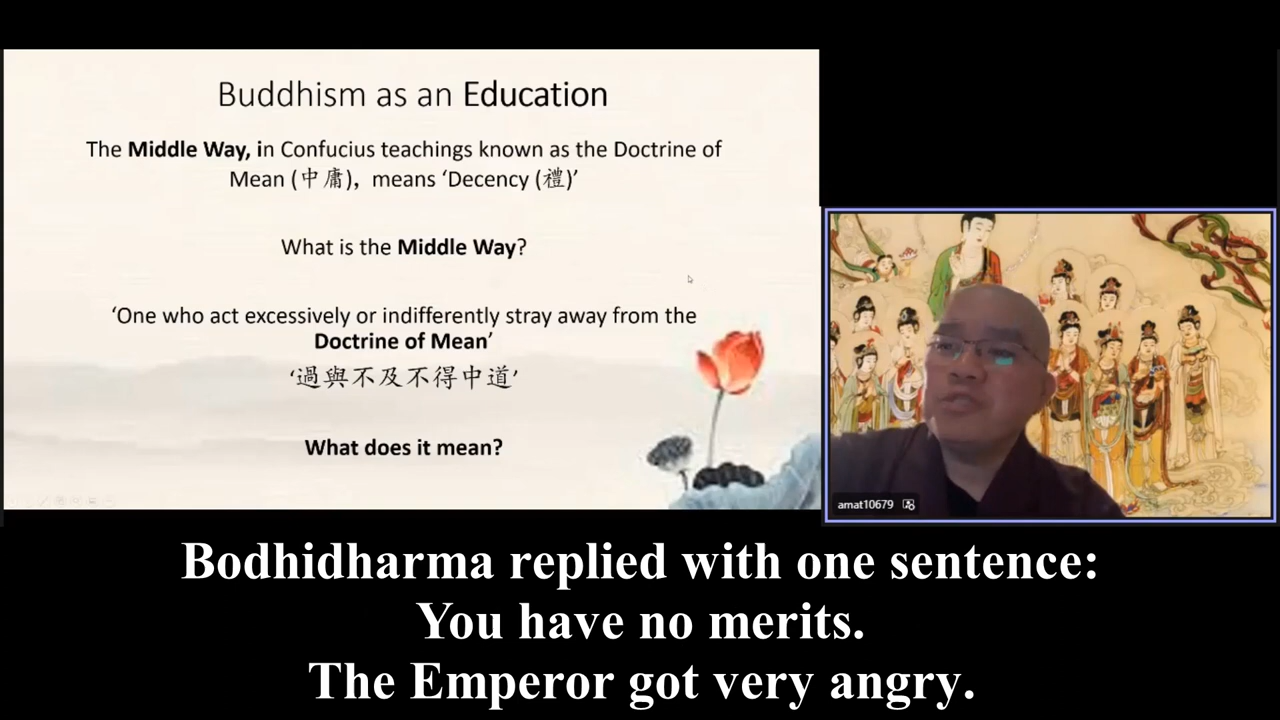 Buddhism as an Education
The Middle Way, in Confucius teachings known as the Doctrine of
Mean (中庸),  means ‘Decency (禮)’
What is the Middle Way?
‘One who act excessively or indifferently stray away from the
Doctrine of Mean’
‘過與不及不得中道’
What does it mean?
amat10679
Bodhidharma replied with one sentence:
You have no merits.
The Emperor got very angry.